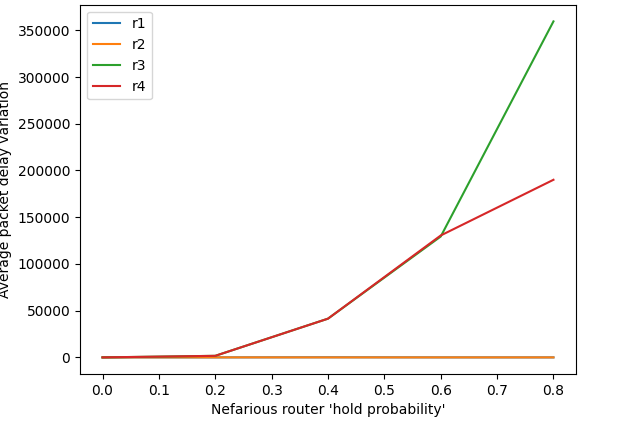 350000
300000
250000
200000
150000
100000
50000
0
r1
r2
r3
r4
Average packet delay variation
0.0 0.1 0.2 0.3 0.4 0.5 0.6 0.7 0.8
Nefarious router 'hold probability'